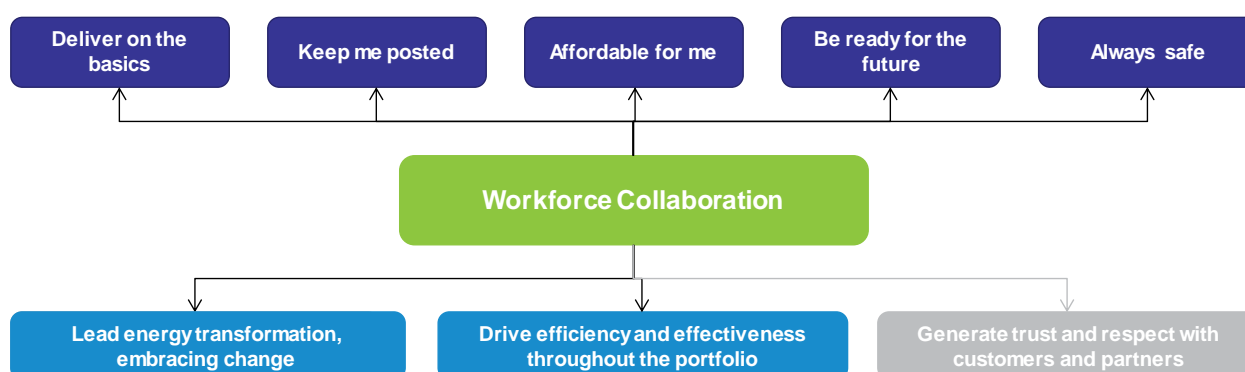 Deliver on the
basics
Keep me posted
Affordable for me
Be ready for the
future
Always safe
Workforce Collaboration
Lead energy transformation,
embracing change
Drive efficiency and effectiveness
throughout the portfolio
Generate trust and respect with
customers and partners